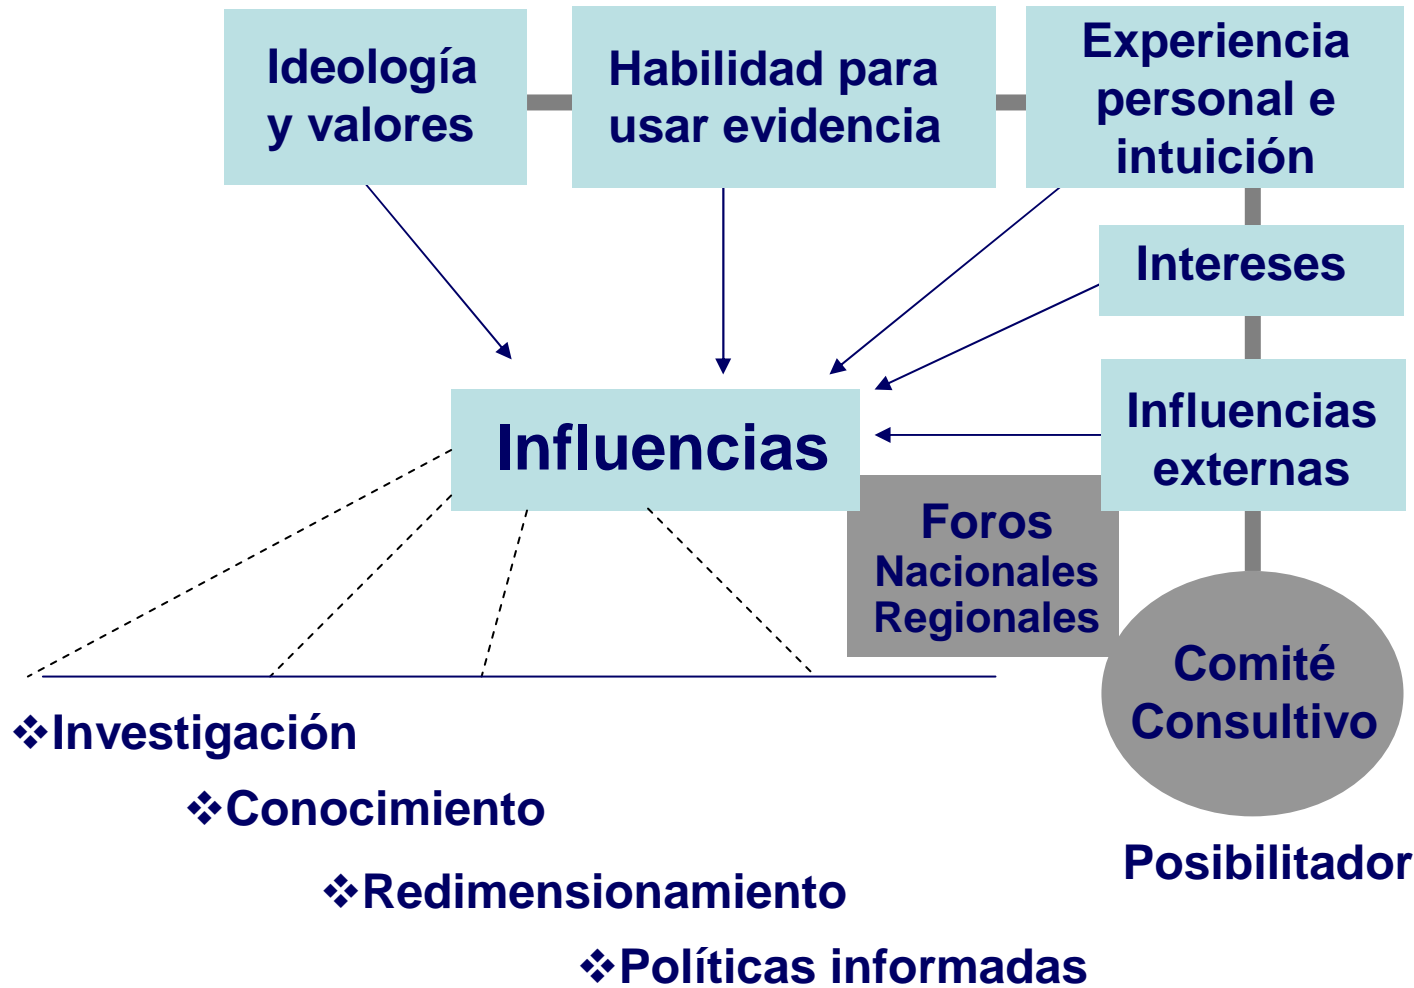 Ideología
y valores
Habilidad para
usar evidencia
Experiencia
personal e
intuición
Intereses
Influencias
externas
Influencias
Foros
Nacionales
Regionales
Comité
Consultivo
Posibilitador
❖Investigación
❖Conocimiento
❖Redimensionamiento
❖Políticas informadas